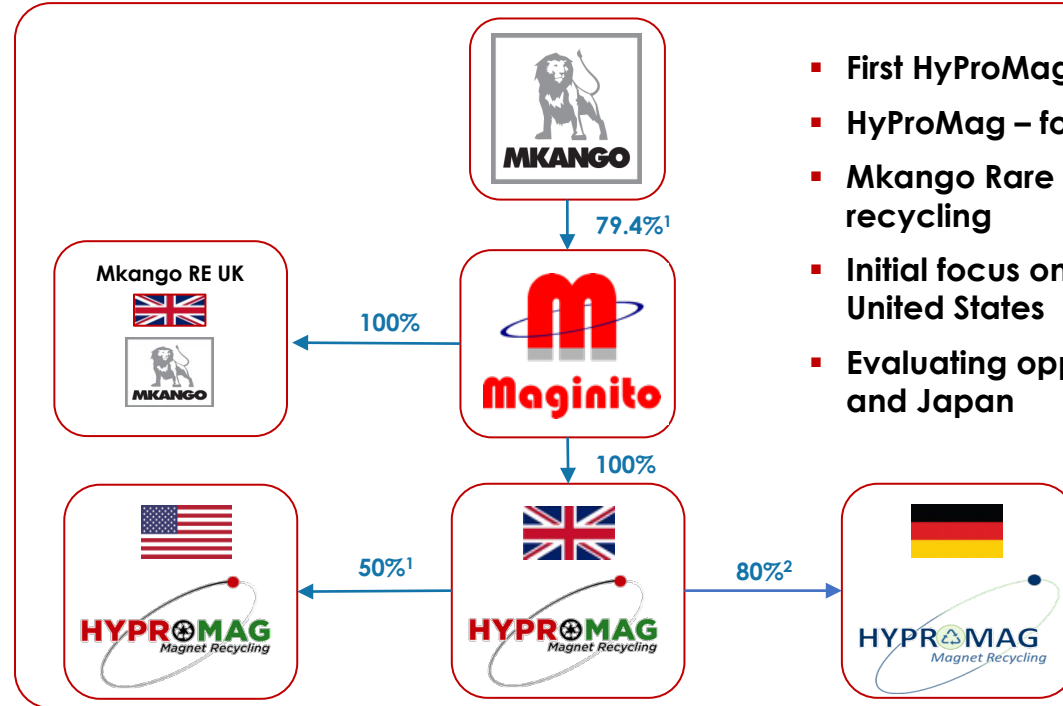 MKANGO
79.4%¹
Mkango RE UK
MKANGO
100%
Maginito
100%
HYPROMAG
Magnet Recycling
50%¹
HYPROMAG
Magnet Recycling
80%²
HYPROMAG
Magnet Recycling
▪ First HyProMag
▪ HyProMag – fo
▪ Mkango Rare
recycling
▪ Initial focus on
United States
▪ Evaluating opp
and Japan